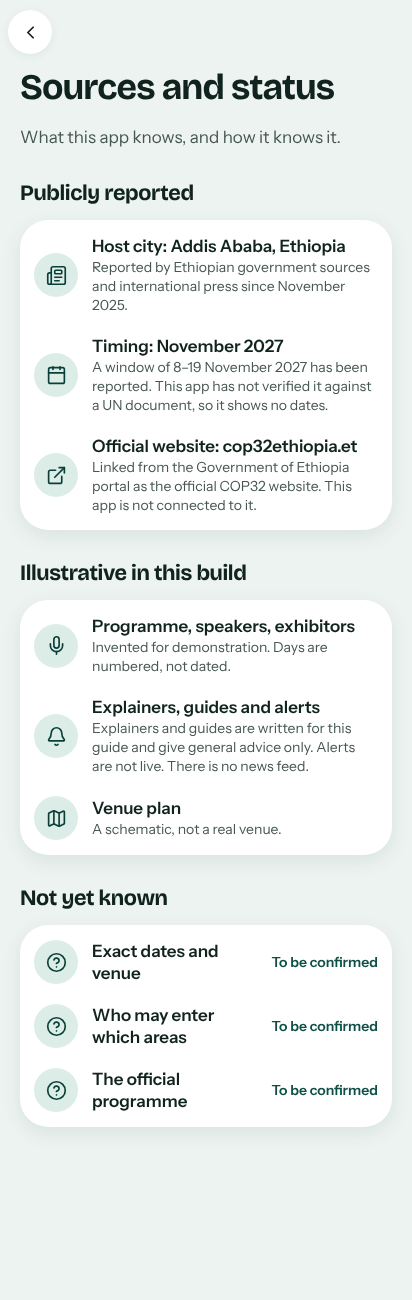 Sources and status
What this app knows, and how it knows it.
Publicly reported
Host city: Addis Ababa, Ethiopia
Reported by Ethiopian government sources
and international press since November
2025.
Timing: November 2027
A window of 8–19 November 2027 has been
reported. This app has not verified it against
a UN document, so it shows no dates.
Official website: cop32ethiopia.et
Linked from the Government of Ethiopia
portal as the official COP32 website. This
app is not connected to it.
Illustrative in this build
Programme, speakers, exhibitors
Invented for demonstration. Days are
numbered, not dated.
Explainers, guides and alerts
Explainers and guides are written for this
guide and give general advice only. Alerts
are not live. There is no news feed.
Venue plan
A schematic, not a real venue.
Not yet known
Exact dates and
venue
To be confirmed
Who may enter
which areas
To be confirmed
The official
programme
To be confirmed